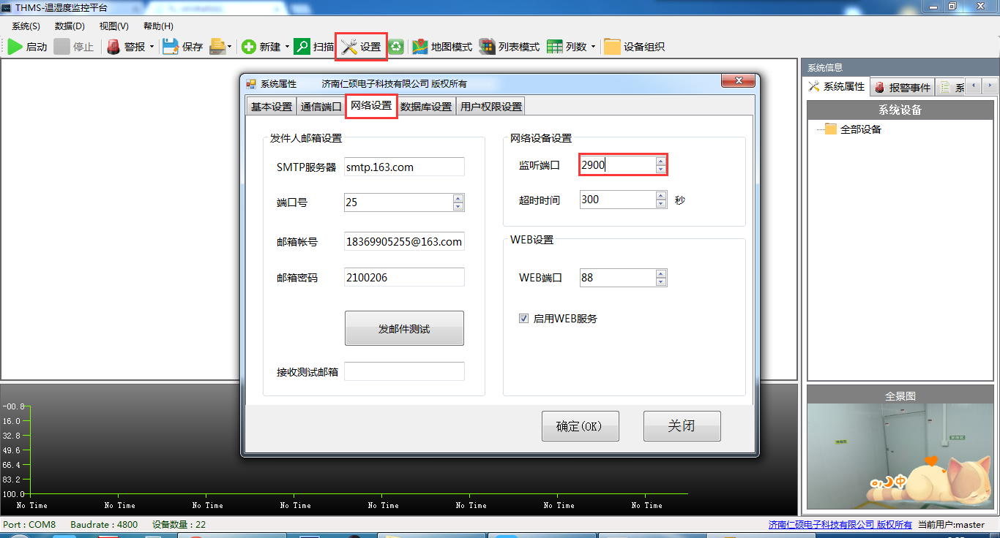 THMS-温湿度监控平台
系统(S) 数据(D) 视图(V) 帮助(H)
启动 停止 警报 保存 新建 扫描 设置 地图模式 列表模式 列数 设备组织
系统属性 济南仁硕电子科技有限公司 版权所有
基本设置 通信端口 网络设置 数据库设置 用户权限设置
发件人邮箱设置
SMTP服务器 smtp.163.com
端口号 25
邮箱帐号 18369905255@163.com
邮箱密码 2100206
发邮件测试
接收测试邮箱
网络设备设置
监听端口 2900
超时时间 300 秒
WEB设置
WEB端口 88
启用WEB服务
确定(OK) 关闭
系统信息
系统属性 报警事件 系
系统设备
全部设备
全景图
-00.8
16.0
32.8
49.6
66.4
83.2
100.0
No Time No Time No Time No Time No Time No Time No Time No Time
Port : COM8 Baudrate : 4800 设备数量 : 22 济南仁硕电子科技有限公司 版权所有 当前用户:master